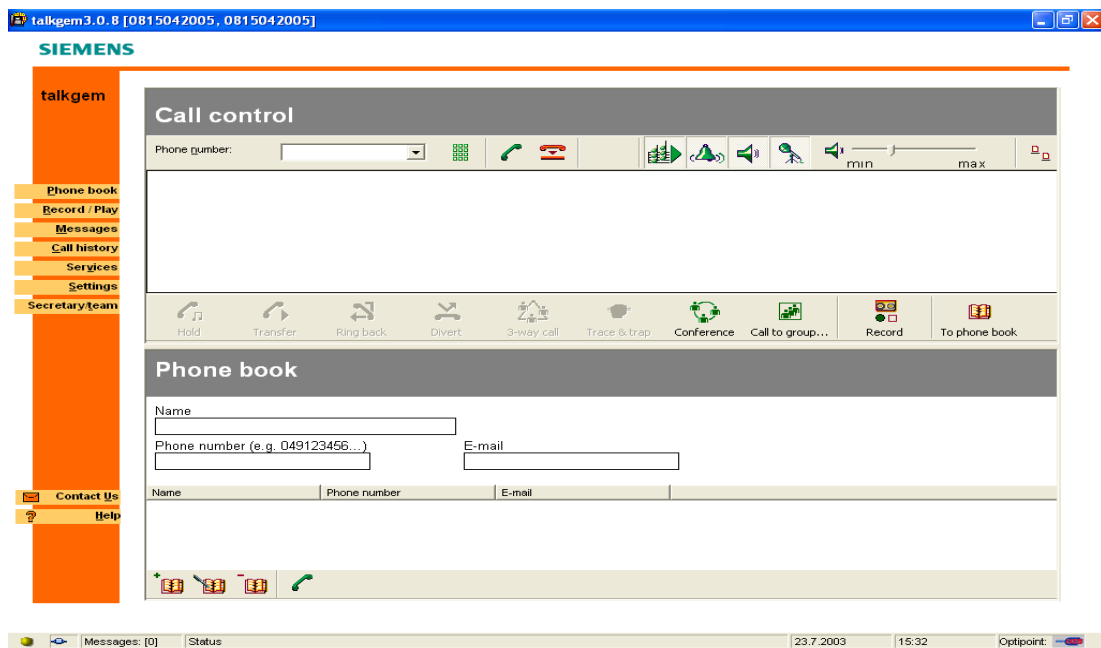 talkgem3.0.8 [0815042005, 0815042005]
SIEMENS
talkgem
Call control
Phone number:
min max
Phone book
Record / Play
Messages
Call history
Services
Settings
Secretary/team
Hold Transfer Ring back Divert 3-way call Trace & trap Conference Call to group... Record To phone book
Phone book
Name
Phone number (e.g. 049123456...) E-mail
Name Phone number E-mail
Contact Us
Help
Messages: [0] Status 23.7.2003 15:32 Optipoint: